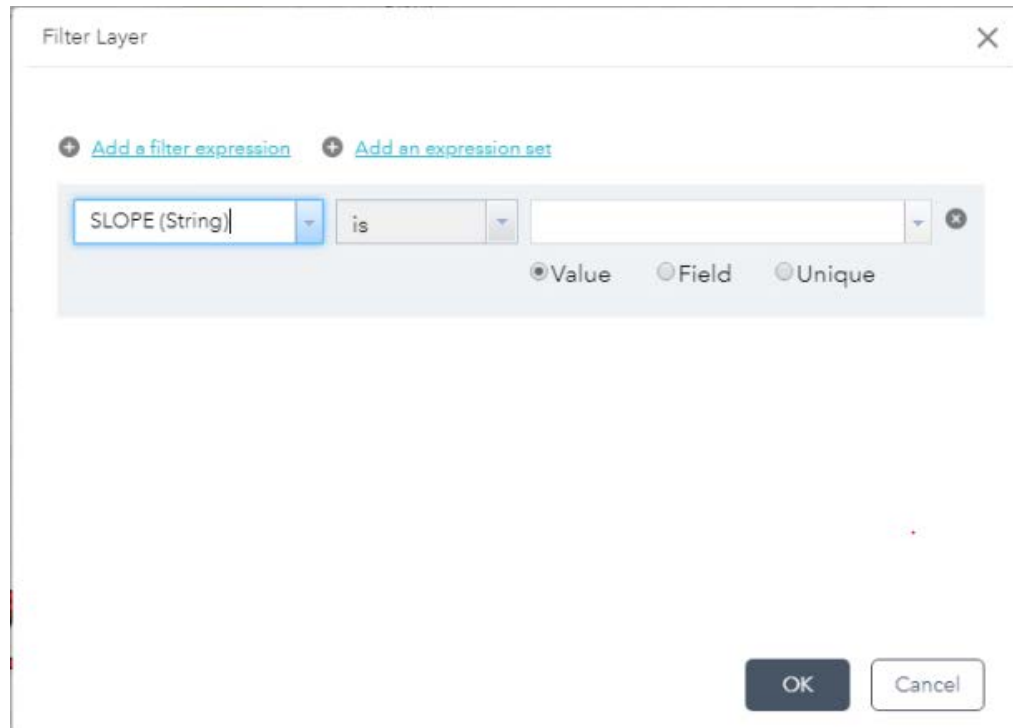 Filter Layer
Add a filter expression Add an expression set
SLOPE (String) is
Value Field Unique
OK Cancel